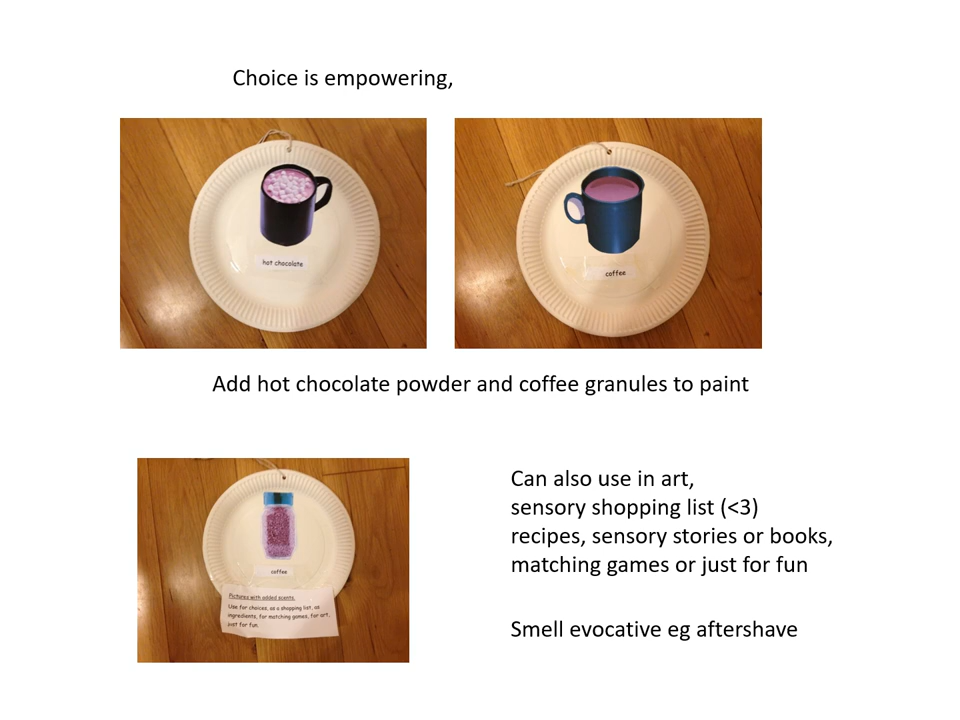 Choice is empowering,
hot chocolate
coffee
Add hot chocolate powder and coffee granules to paint
coffee
Pictures with added scents.
Use for choices, as a shopping list, as
ingredients, for matching games, for art,
just for fun.
Can also use in art,
sensory shopping list (<3)
recipes, sensory stories or books,
matching games or just for fun
Smell evocative eg aftershave